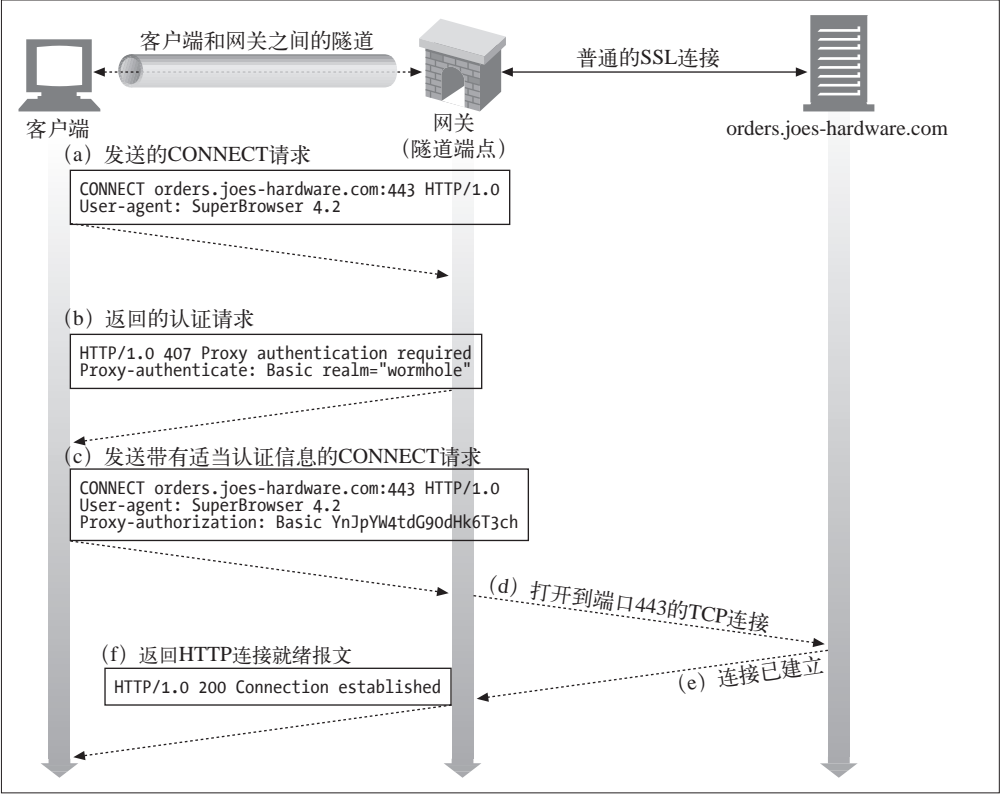 客户端和网关之间的隧道
普通的SSL连接
客户端
网关
（隧道端点）
orders.joes-hardware.com
（a）发送的CONNECT请求
CONNECT orders.joes-hardware.com:443 HTTP/1.0
User-agent: SuperBrowser 4.2
（b）返回的认证请求
HTTP/1.0 407 Proxy authentication required
Proxy-authenticate: Basic realm="wormhole"
（c）发送带有适当认证信息的CONNECT请求
CONNECT orders.joes-hardware.com:443 HTTP/1.0
User-agent: SuperBrowser 4.2
Proxy-authorization: Basic YnJpYW4tdG90dHk6T3ch
（d）打开到端口443的TCP连接
（e）连接已建立
（f）返回HTTP连接就绪报文
HTTP/1.0 200 Connection established